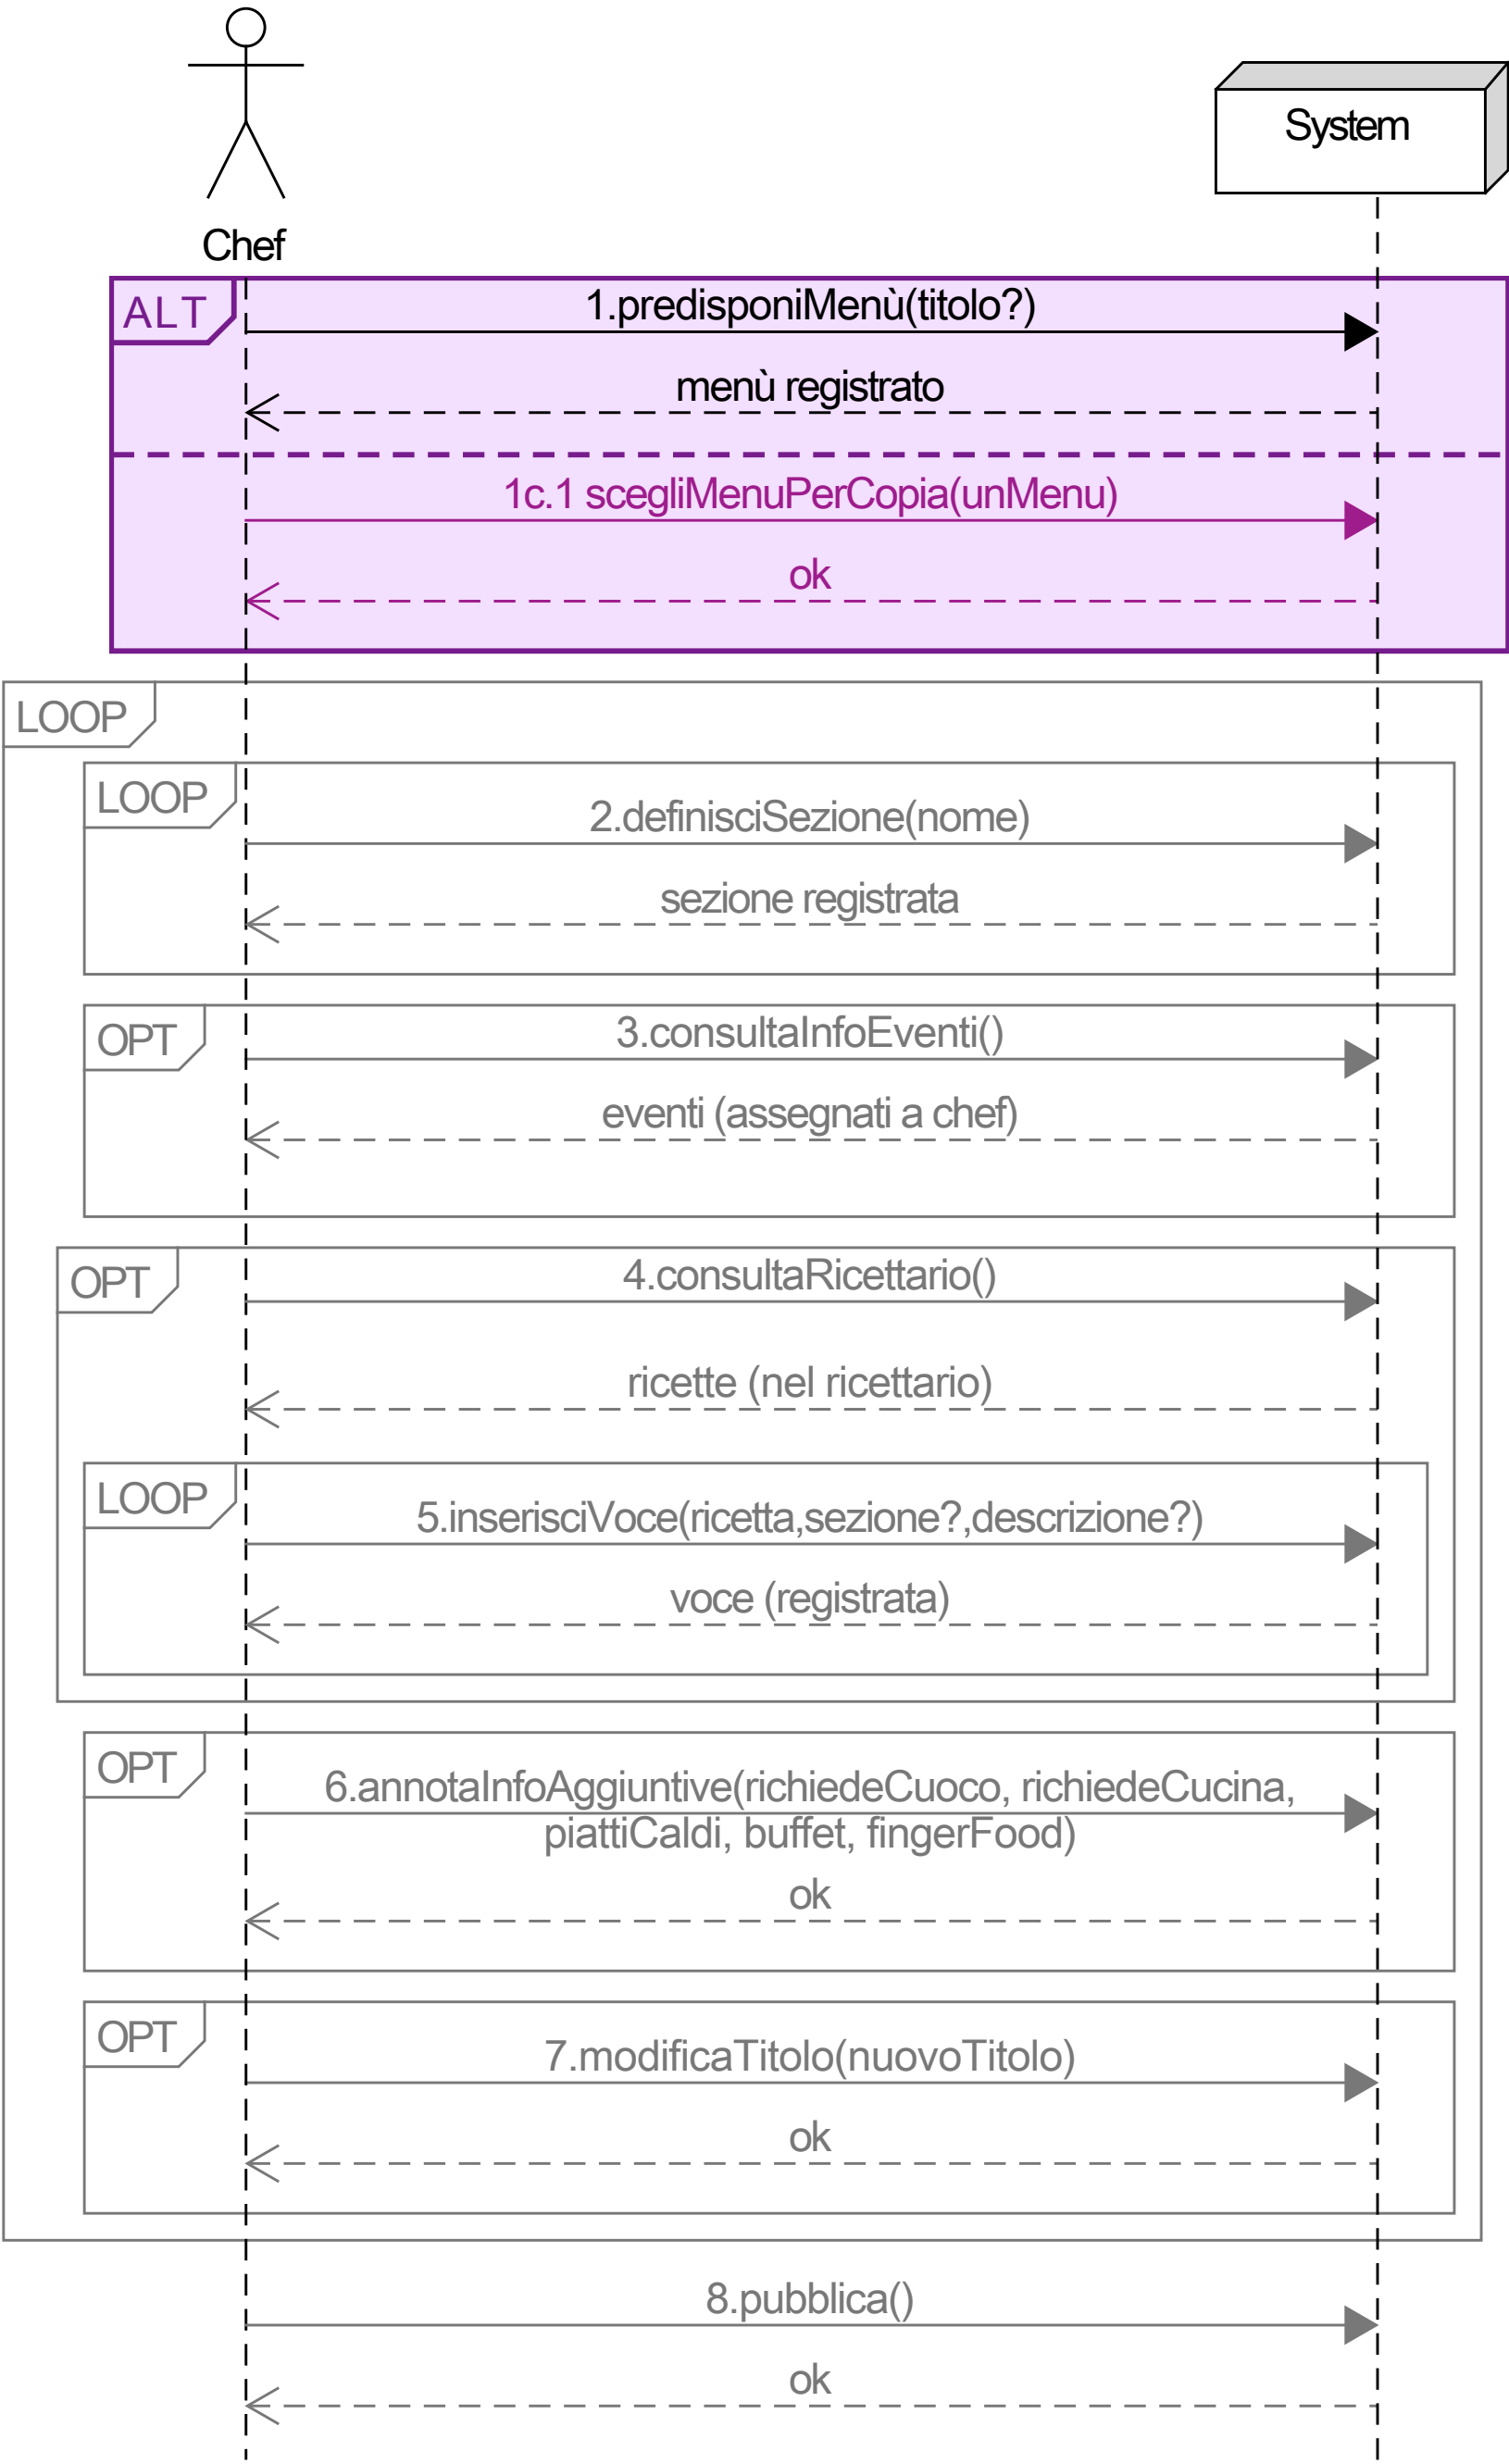 System
Chef
ALT
1.predisponiMenù(titolo?)
menù registrato
1c.1 scegliMenuPerCopia(unMenu)
ok
LOOP
LOOP
2.definisciSezione(nome)
sezione registrata
OPT
3.consultaInfoEventi()
eventi (assegnati a chef)
OPT
4.consultaRicettario()
ricette (nel ricettario)
LOOP
5.inserisciVoce(ricetta,sezione?,descrizione?)
voce (registrata)
OPT
6.annotaInfoAggiuntive(richiedeCuoco, richiedeCucina,
piattiCaldi, buffet, fingerFood)
ok
OPT
7.modificaTitolo(nuovoTitolo)
ok
8.pubblica()
ok